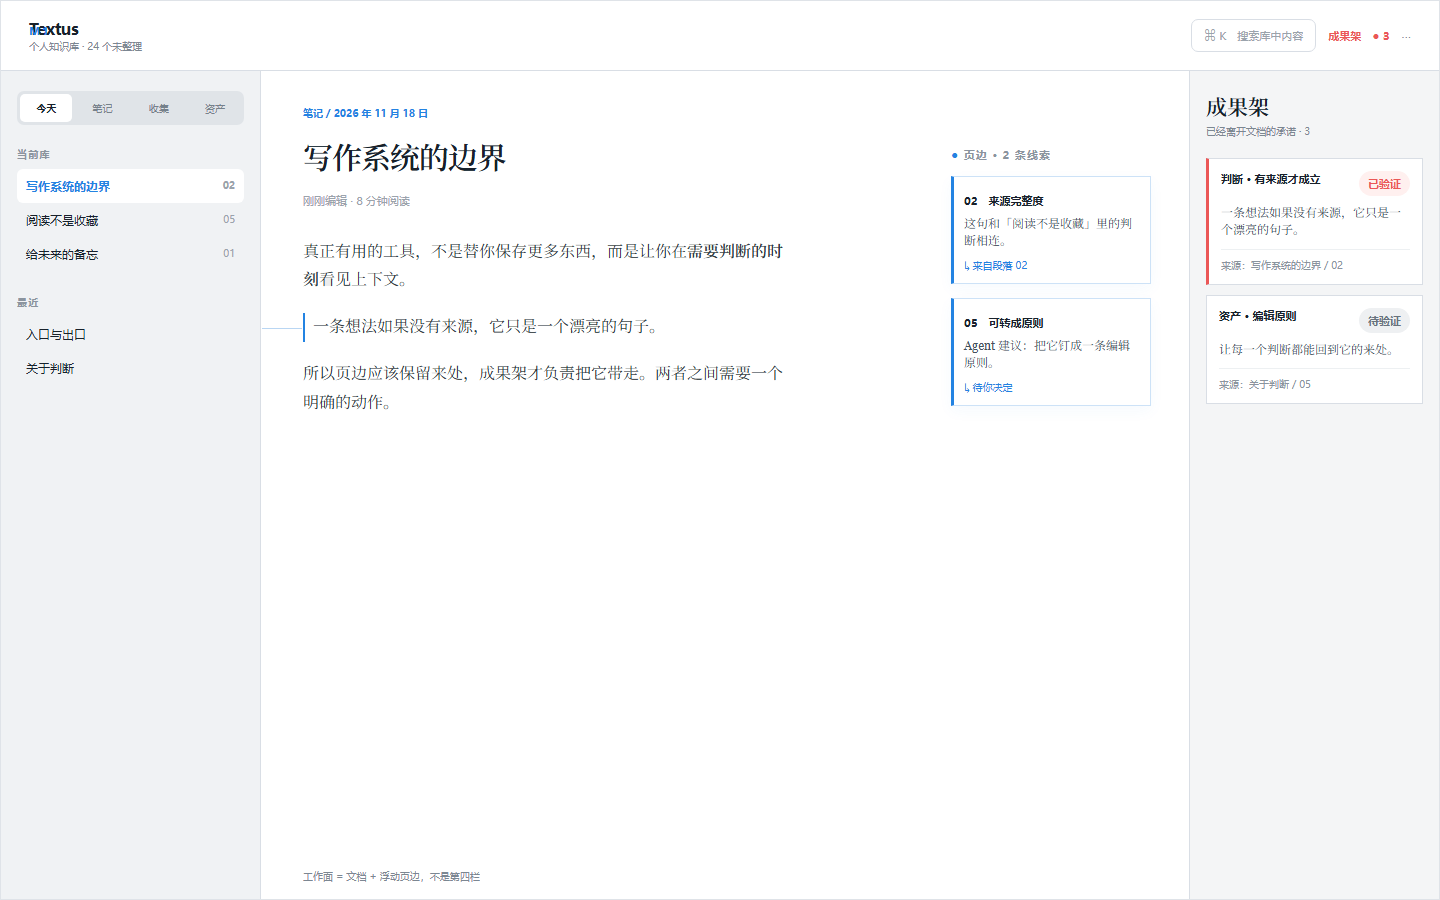 Textus
个人知识库 · 24 个未整理
⌘ K 搜索库中内容
成果架 • 3 ...
今天 笔记 收集 资产
当前库
写作系统的边界 02
阅读不是收藏 05
给未来的备忘 01
最近
入口与出口
关于判断
笔记 / 2026 年 11 月 18 日
写作系统的边界
刚刚编辑 · 8 分钟阅读
真正有用的工具，不是替你保存更多东西，而是让你在需要判断的时
刻看见上下文。
一条想法如果没有来源，它只是一个漂亮的句子。
所以页边应该保留来处，成果架才负责把它带走。两者之间需要一个
明确的动作。
工作面 = 文档 + 浮动页边，不是第四栏
• 页边 • 2 条线索
02 来源完整度
这句和「阅读不是收藏」里的判
断相连。
↳ 来自段落 02
05 可转成原则
Agent 建议：把它钉成一条编辑
原则。
↳ 待你决定
成果架
已经离开文档的承诺 · 3
判断 • 有来源才成立 已验证
一条想法如果没有来源，它只是一
个漂亮的句子。
来源：写作系统的边界 / 02
资产 • 编辑原则 待验证
让每一个判断都能回到它的来处。
来源：关于判断 / 05